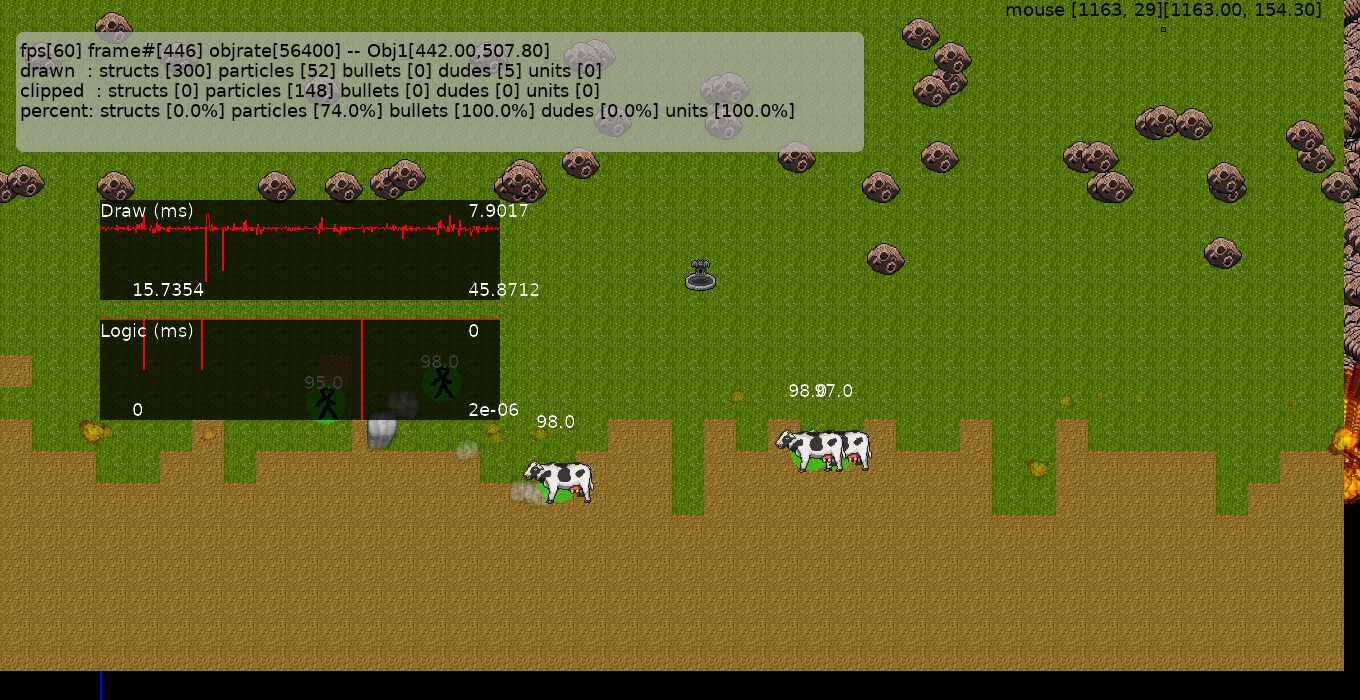 mouse [1163, 29][1163.00, 154.30]
fps[60] frame#[446] objrate[56400] -- Obj1[442.00,507.80]
drawn  : structs [300] particles [52] bullets [0] dudes [5] units [0]
clipped  : structs [0] particles [148] bullets [0] dudes [0] units [0]
percent: structs [0.0%] particles [74.0%] bullets [100.0%] dudes [0.0%] units [100.0%]
Draw (ms) 7.9017
15.7354 45.8712
Logic (ms) 0
98.0
95.0
98.0 97.0
0 2e-06
98.0